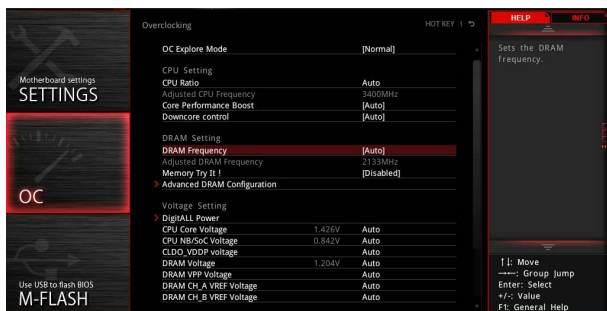 HELP
INFO
Overclocking
HOT KEY |
Sets the DRAM
frequency.
OC Explore Mode [Normal]
CPU Setting
CPU Ratio Auto
Adjusted CPU Frequency 3400MHz
Core Performance Boost [Auto]
Downcore control [Auto]
DRAM Setting
DRAM Frequency [Auto]
Adjusted DRAM Frequency 2133MHz
Memory Try It ! [Disabled]
Advanced DRAM Configuration
Voltage Setting
DigitALL Power
CPU Core Voltage 1.426V Auto
CPU NB/SoC Voltage 0.842V Auto
CLDO_VDDP voltage Auto
DRAM Voltage 1.204V Auto
DRAM VPP Voltage Auto
DRAM CH_A VREF Voltage Auto
DRAM CH_B VREF Voltage Auto
Motherboard settings
SETTINGS
OC
Use USB to flash BIOS
M-FLASH
↑↓: Move
→←: Group Jump
Enter: Select
+/-: Value
F1: General Help